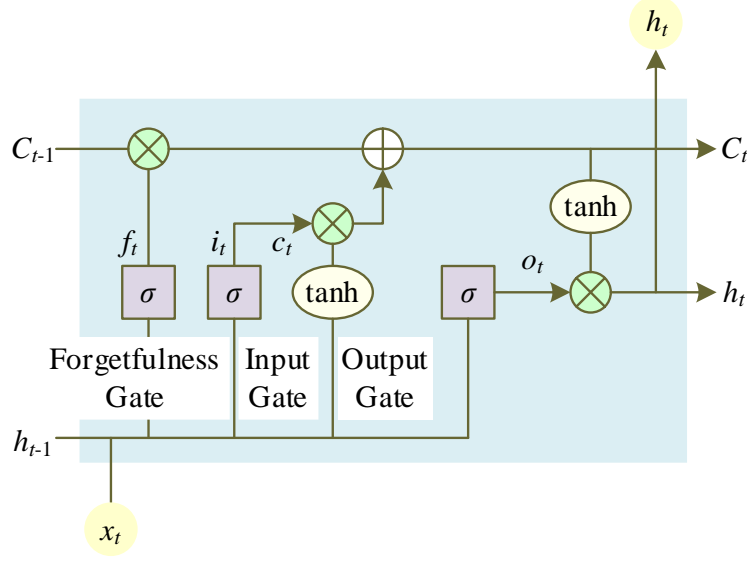 h_t
C_{t-1}
C_t
tanh
f_t
i_t
c_t
o_t
σ
σ
tanh
σ
h_t
Forgetfulness
Gate
Input
Gate
Output
Gate
h_{t-1}
x_t